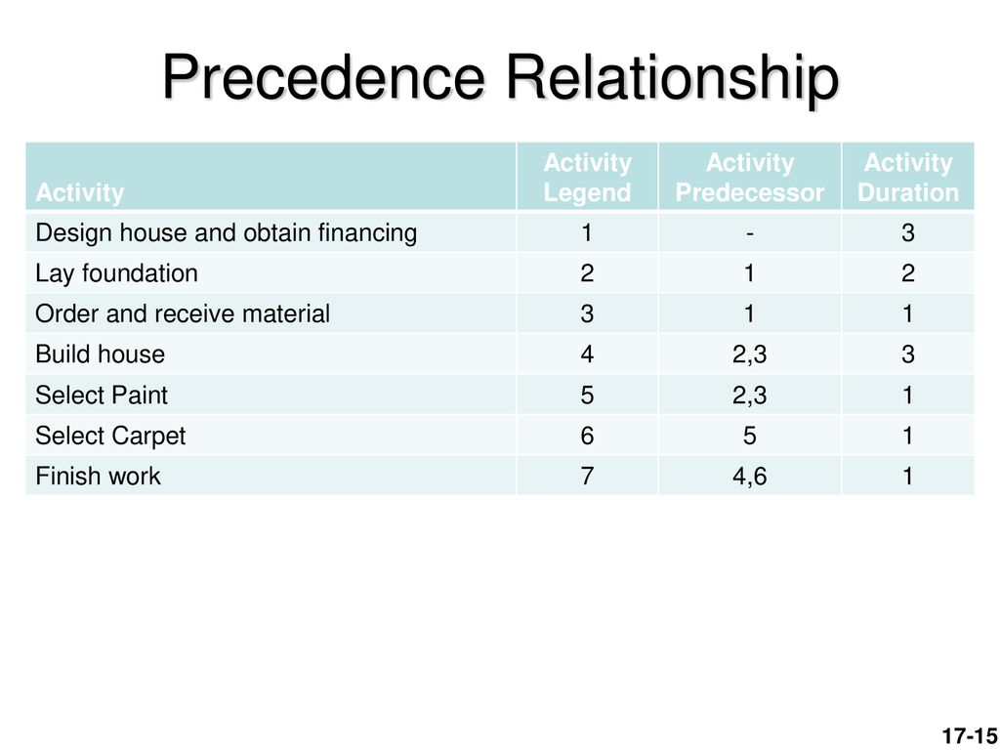 Precedence Relationship
Activity Activity Legend Activity Predecessor Activity Duration
Design house and obtain financing 1 - 3
Lay foundation 2 1 2
Order and receive material 3 1 1
Build house 4 2,3 3
Select Paint 5 2,3 1
Select Carpet 6 5 1
Finish work 7 4,6 1
17-15